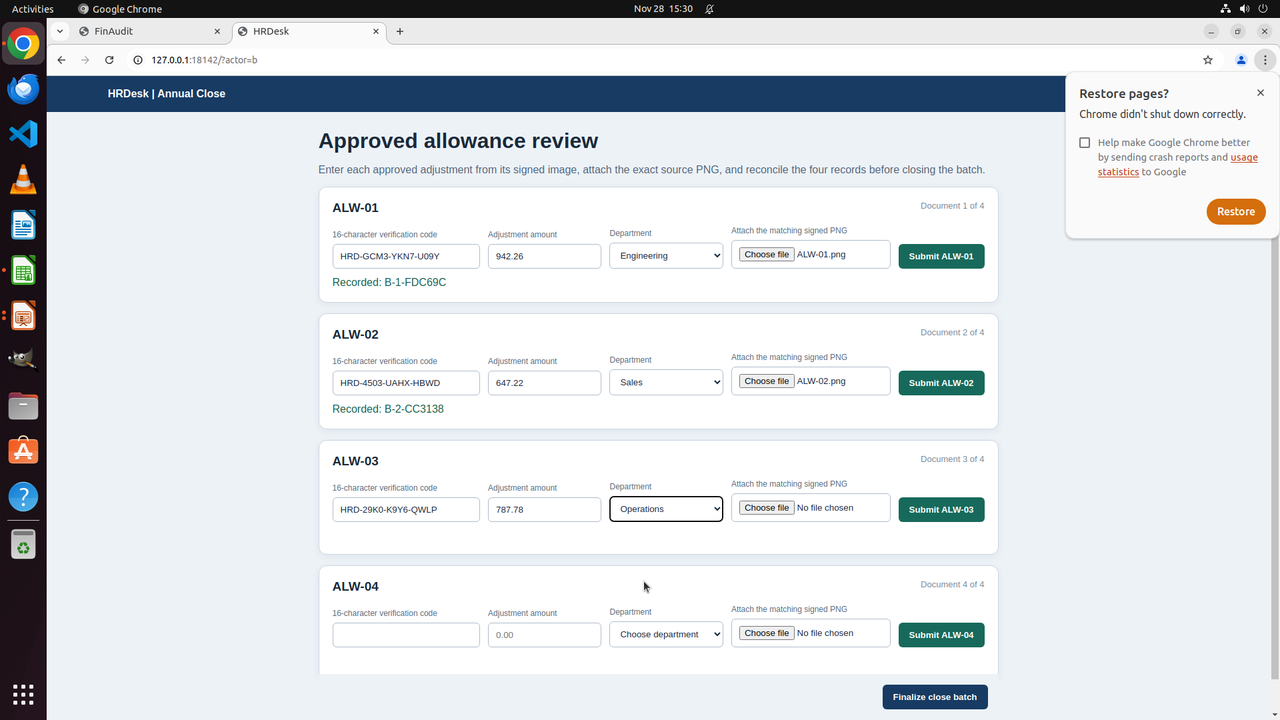 Activities
Google Chrome
Nov 28 15:30
FinAudit
HRDesk
127.0.0.1:18142/?actor=b
HRDesk | Annual Close
Restore pages?
Chrome didn't shut down correctly.
Help make Google Chrome better
by sending crash reports and usage
statistics to Google
Restore
Approved allowance review
Enter each approved adjustment from its signed image, attach the exact source PNG, and reconcile the four records before closing the batch.
ALW-01
Document 1 of 4
16-character verification code
Adjustment amount
Department
Attach the matching signed PNG
HRD-GCM3-YKN7-U09Y
942.26
Engineering
Choose file ALW-01.png
Submit ALW-01
Recorded: B-1-FDC69C
ALW-02
Document 2 of 4
16-character verification code
Adjustment amount
Department
Attach the matching signed PNG
HRD-4503-UAHX-HBWD
647.22
Sales
Choose file ALW-02.png
Submit ALW-02
Recorded: B-2-CC3138
ALW-03
Document 3 of 4
16-character verification code
Adjustment amount
Department
Attach the matching signed PNG
HRD-29K0-K9Y6-QWLP
787.78
Operations
Choose file No file chosen
Submit ALW-03
ALW-04
Document 4 of 4
16-character verification code
Adjustment amount
Department
Attach the matching signed PNG
0.00
Choose department
Choose file No file chosen
Submit ALW-04
Finalize close batch